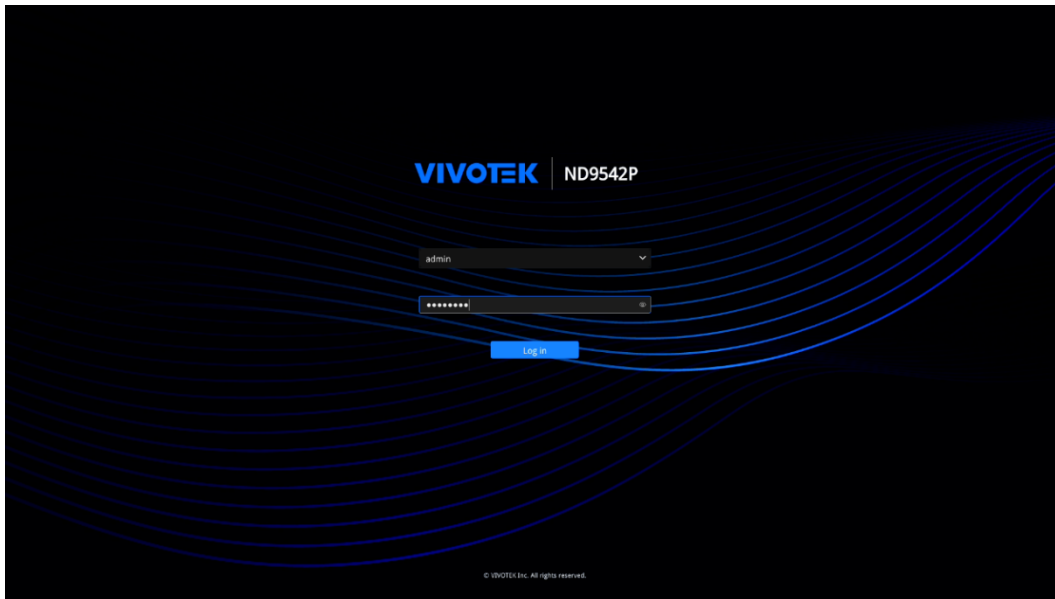 VIVOTEK ND9542P
admin
••••••••
Log in
© VIVOTEK Inc. All rights reserved.